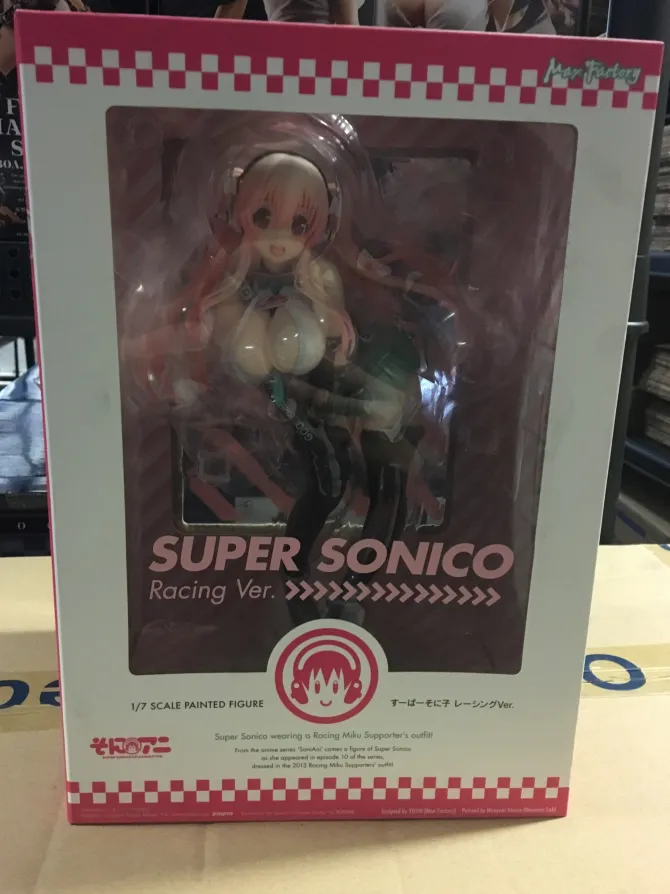 Max Factory
SUPER SONICO
Racing Ver.
1/7 SCALE PAINTED FIGURE
すーぱーそに子 レーシングVer.
そにアニ
Super Sonico wearing a Racing Miku Supporter's outfit!
From the anime series 'SoniAni' comes a figure of Super Sonico
as she appeared in episode 10 of the series,
dressed in the 2013 Racing Miku Supporters' outfit!